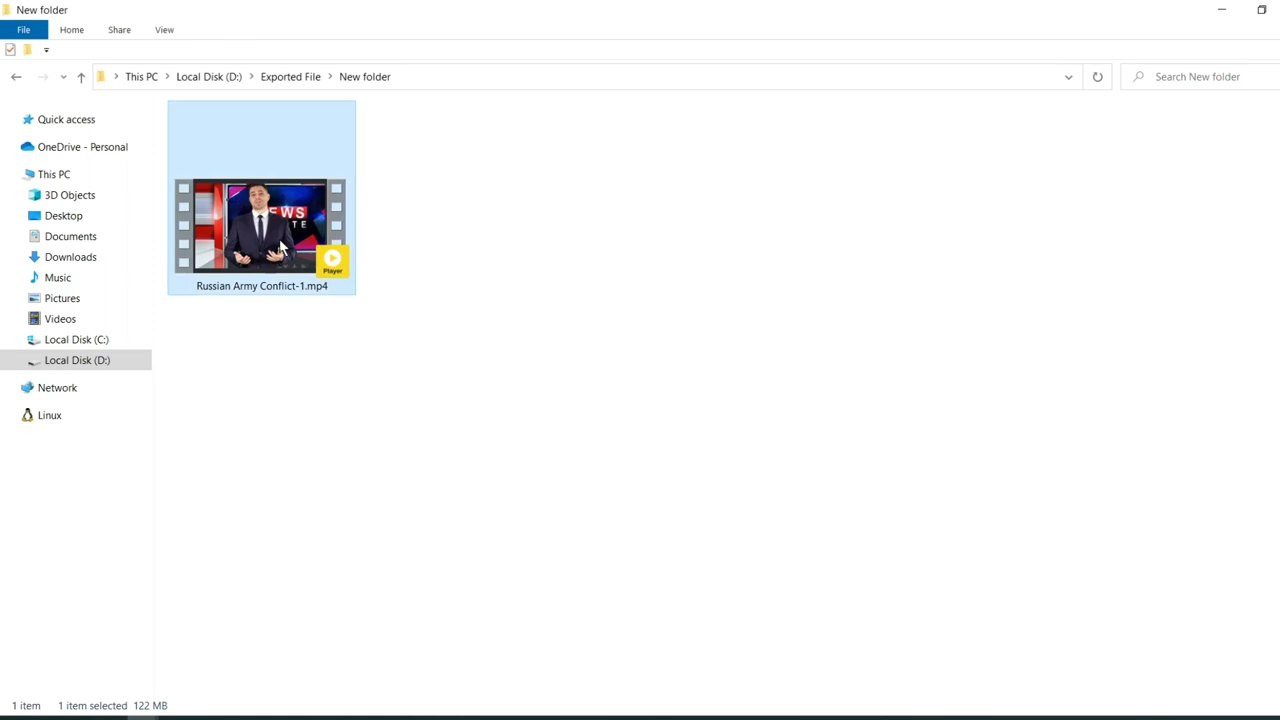 New folder
File Home Share View
This PC Local Disk (D:) Exported File New folder
Search New folder
Quick access
OneDrive - Personal
This PC
3D Objects
Desktop
Documents
Downloads
Music
Pictures
Videos
Local Disk (C:)
Local Disk (D:)
Network
Linux
Player
Russian Army Conflict-1.mp4
1 item 1 item selected 122 MB